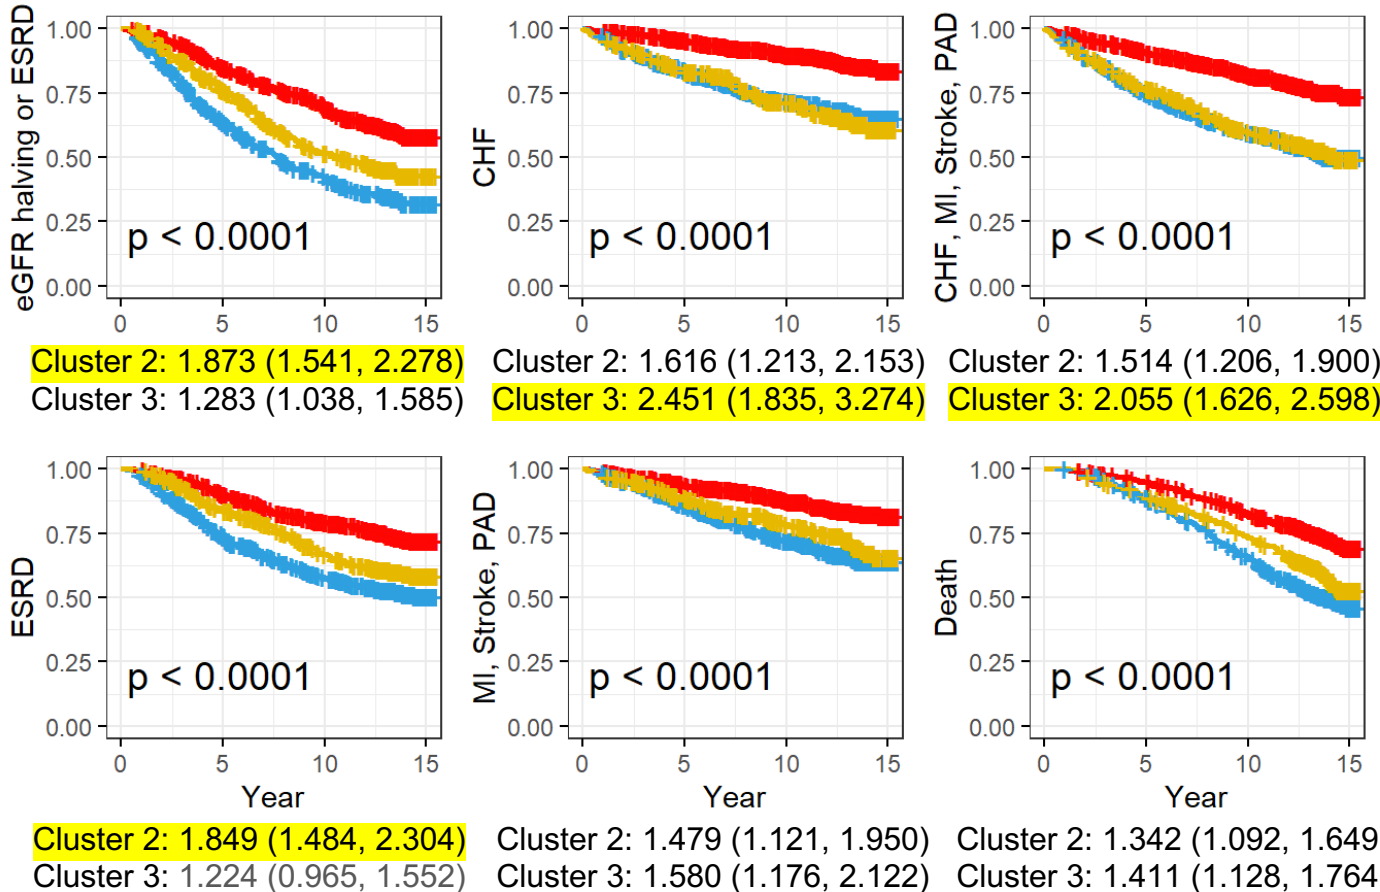 eGFR halving or ESRD
1.00
0.75
0.50
0.25
0.00
p < 0.0001
0 5 10 15
Cluster 2: 1.873 (1.541, 2.278)
Cluster 3: 1.283 (1.038, 1.585)
CHF
1.00
0.75
0.50
0.25
0.00
p < 0.0001
0 5 10 15
Cluster 2: 1.616 (1.213, 2.153)
Cluster 3: 2.451 (1.835, 3.274)
CHF, MI, Stroke, PAD
1.00
0.75
0.50
0.25
0.00
p < 0.0001
0 5 10 15
Cluster 2: 1.514 (1.206, 1.900)
Cluster 3: 2.055 (1.626, 2.598)
ESRD
1.00
0.75
0.50
0.25
0.00
p < 0.0001
0 5 10 15
Year
Cluster 2: 1.849 (1.484, 2.304)
Cluster 3: 1.224 (0.965, 1.552)
MI, Stroke, PAD
1.00
0.75
0.50
0.25
0.00
p < 0.0001
0 5 10 15
Year
Cluster 2: 1.479 (1.121, 1.950)
Cluster 3: 1.580 (1.176, 2.122)
Death
1.00
0.75
0.50
0.25
0.00
p < 0.0001
0 5 10 15
Year
Cluster 2: 1.342 (1.092, 1.649
Cluster 3: 1.411 (1.128, 1.764